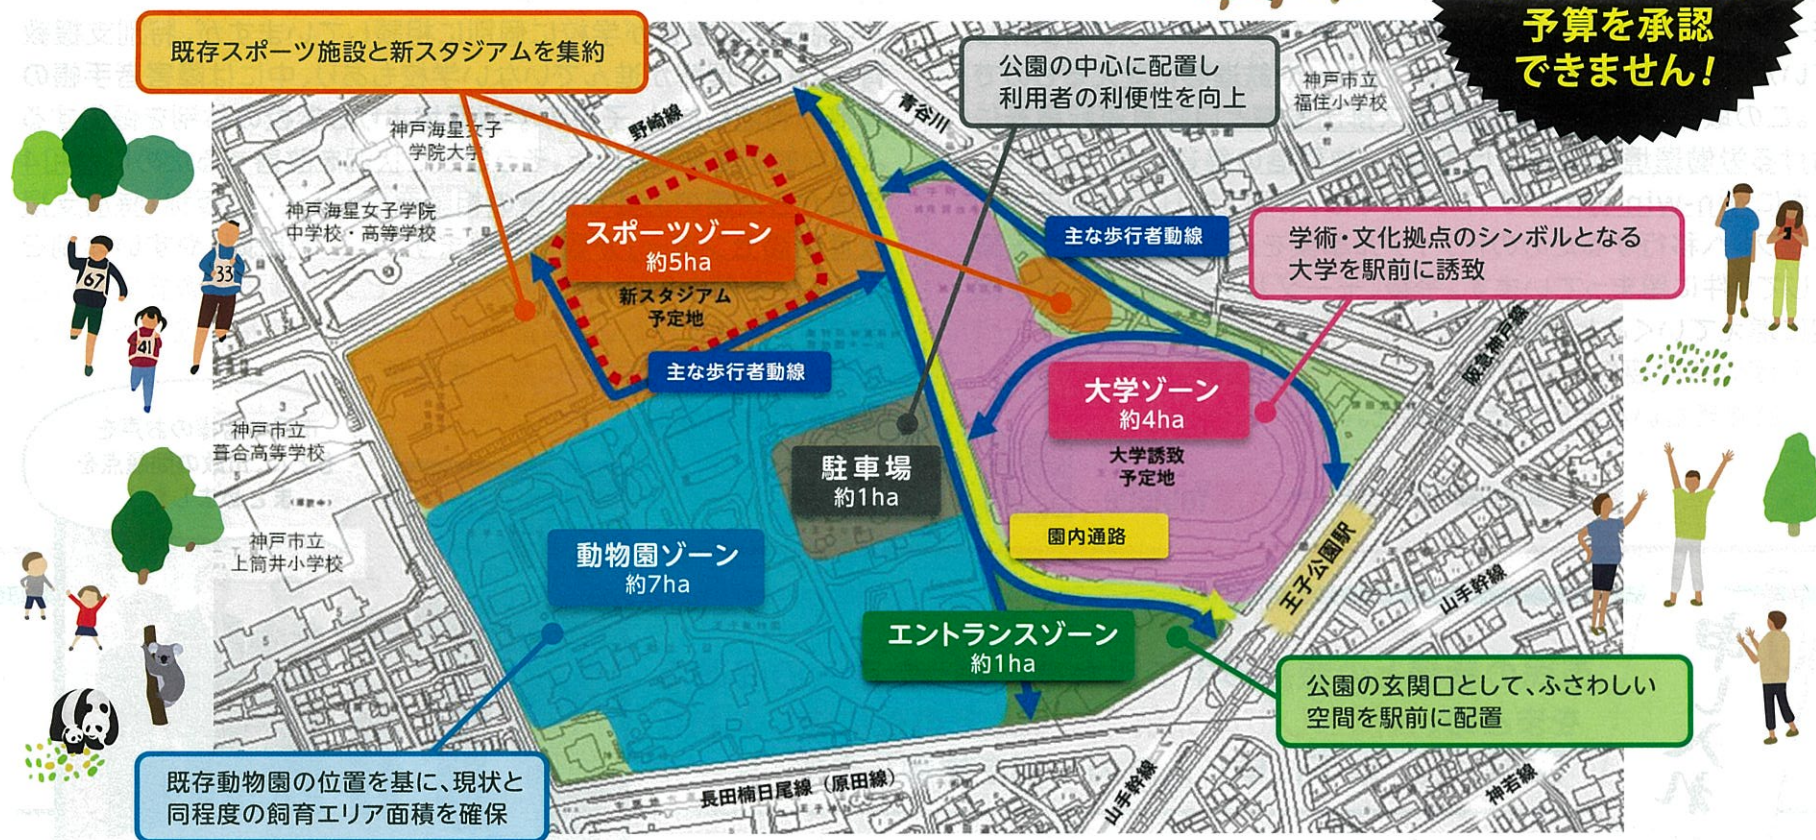 予算を承認
できません!
既存スポーツ施設と新スタジアムを集約
公園の中心に配置し
利用者の利便性を向上
神戸市立
福住小学校
青谷川
野崎線
神戸海星女子
学院大学
神戸海星女子学院
中学校・高等学校
スポーツゾーン
約5ha
新スタジアム
予定地
主な歩行者動線
学術・文化拠点のシンボルとなる
大学を駅前に誘致
主な歩行者動線
阪急神戸線
大学ゾーン
約4ha
大学誘致
予定地
神戸市立
葺合高等学校
駐車場
約1ha
神戸市立
上筒井小学校
動物園ゾーン
約7ha
園内通路
王子公園駅
山手幹線
エントランスゾーン
約1ha
公園の玄関口として、ふさわしい
空間を駅前に配置
既存動物園の位置を基に、現状と
同程度の飼育エリア面積を確保
長田楠日尾線(原田線)
山手幹線
神若線
67
33
41